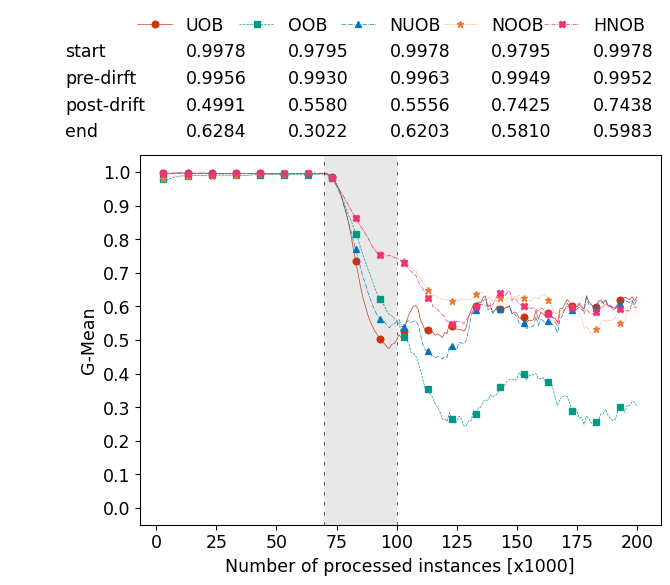 UOB OOB NUOB NOOB HNOB
start 0.9978 0.9795 0.9978 0.9795 0.9978
pre-dirft 0.9956 0.9930 0.9963 0.9949 0.9952
post-drift 0.4991 0.5580 0.5556 0.7425 0.7438
end 0.6284 0.3022 0.6203 0.5810 0.5983
1.0
0.9
0.8
0.7
0.6
0.5
0.4
0.3
0.2
0.1
0.0
G-Mean
0 25 50 75 100 125 150 175 200
Number of processed instances [x1000]